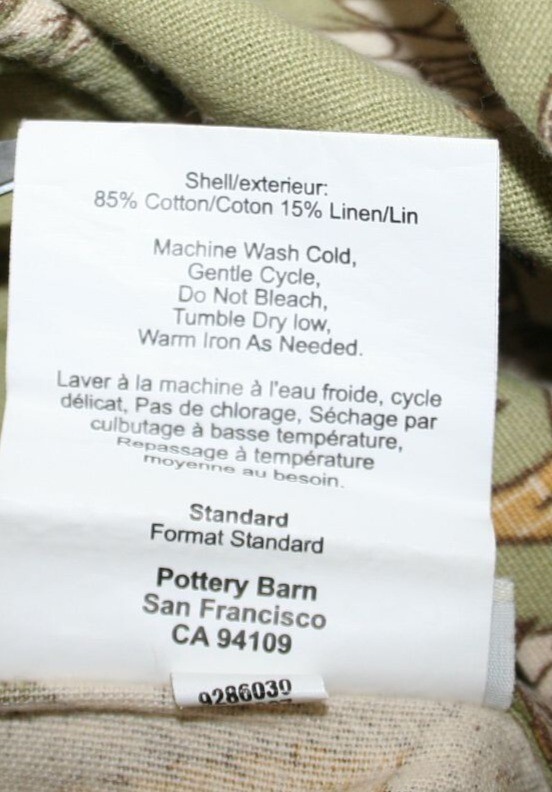 Shell/exterieur:
85% Cotton/Coton 15% Linen/Lin
Machine Wash Cold,
Gentle Cycle,
Do Not Bleach,
Tumble Dry low,
Warm Iron As Needed.
Laver à la machine à l'eau froide, cycle
délicat, Pas de chlorage, Séchage par
culbutage à basse température,
Repassage à température
moyenne au besoin.
Standard
Format Standard
Pottery Barn
San Francisco
CA 94109
9286030